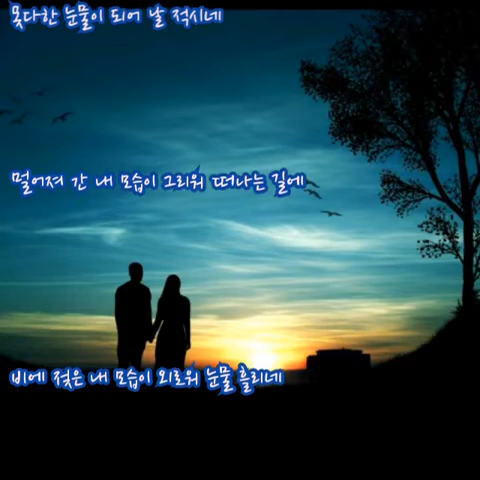 못다한 눈물이 되어 날 적시네
멀어져 간 내 모습이 그리워 떠나는 길에
비에 젖은 내 모습이 외로워 눈물 흘리네